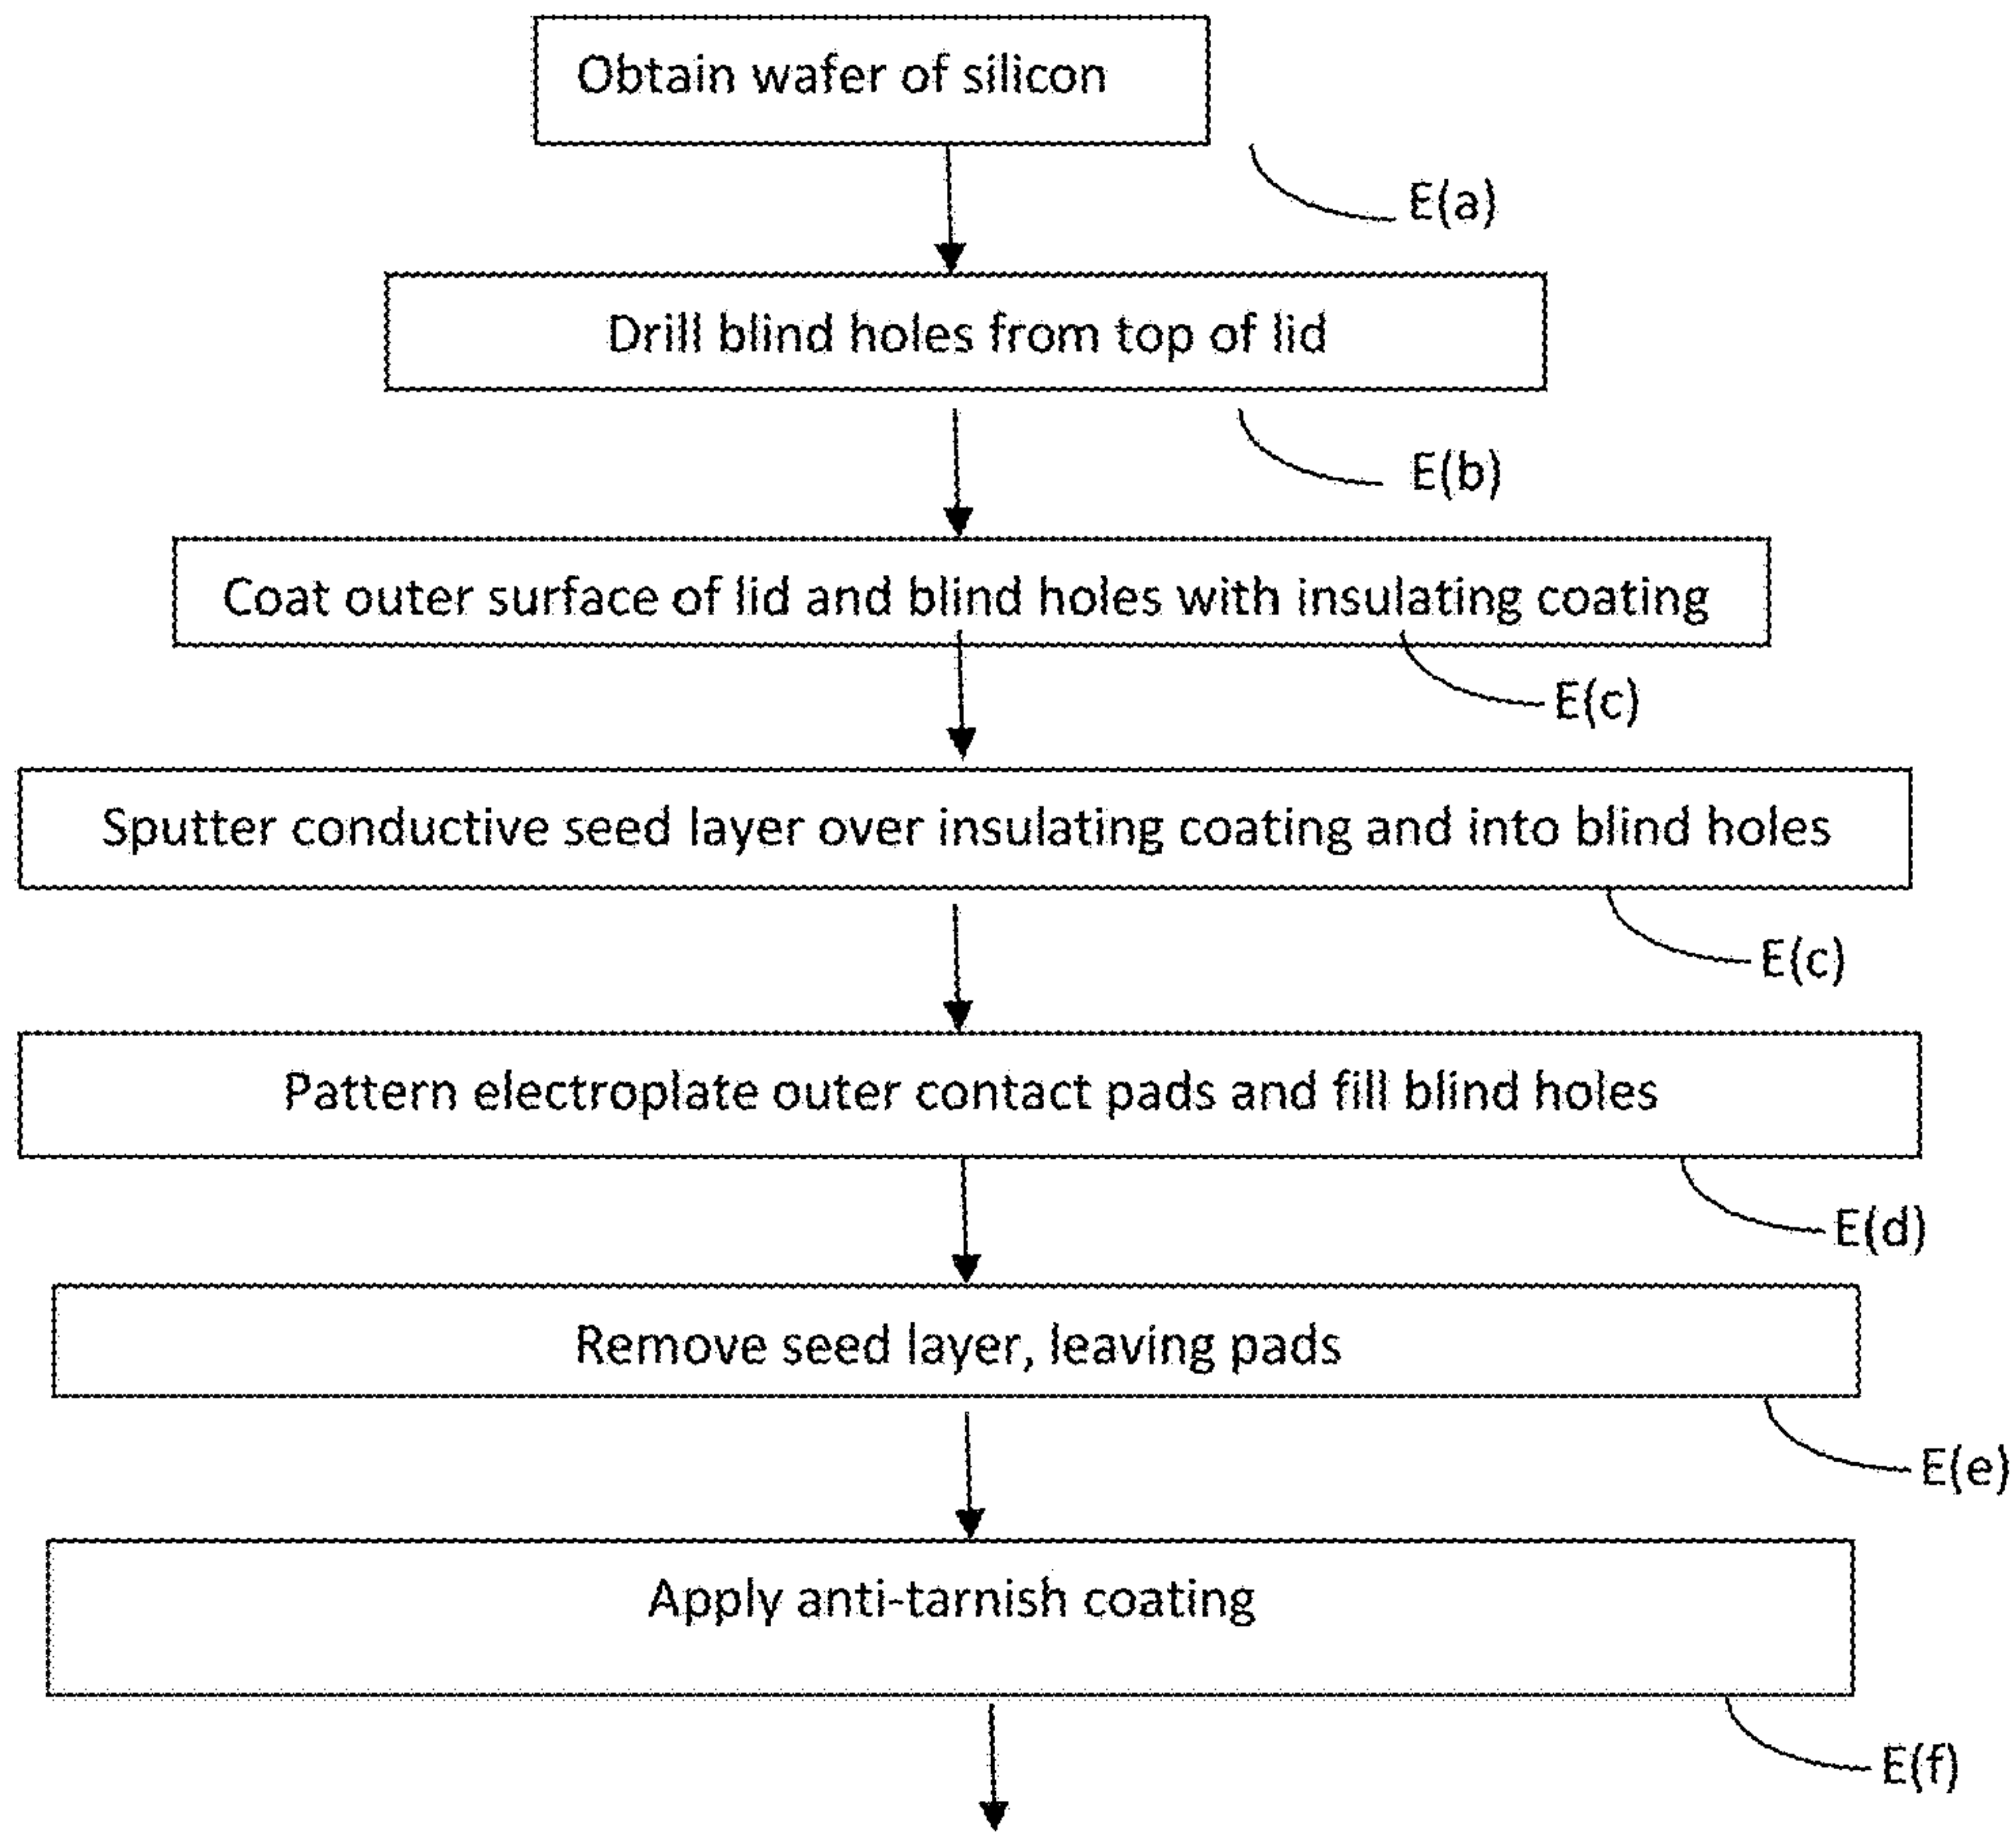 Obtain wafer of silicon
E(a)
Drill blind holes from top of lid
E(b)
Coat outer surface of lid and blind holes with insulating coating
E(c)
Sputter conductive seed layer over insulating coating and into blind holes
E(c)
Pattern electroplate outer contact pads and fill blind holes
E(d)
Remove seed layer, leaving pads
E(e)
Apply anti-tarnish coating
E(f)